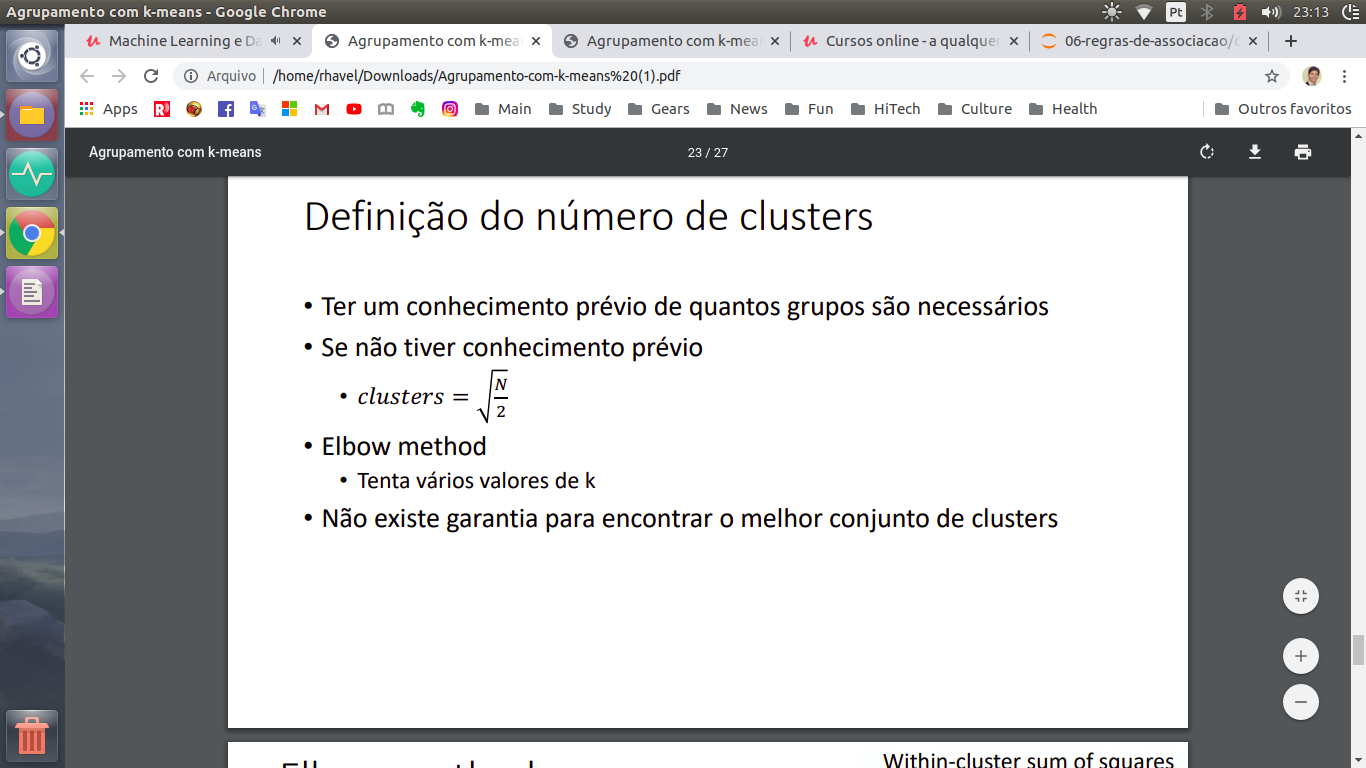 Agrupamento com k-means - Google Chrome
Pt
23:13
Machine Learning e Da
Agrupamento com k-mea
Agrupamento com k-mea
Cursos online - a qualquer
06-regras-de-associacao/
Arquivo
/home/rhavel/Downloads/Agrupamento-com-k-means%20(1).pdf
Apps
Main
Study
Gears
News
Fun
HiTech
Culture
Health
Outros favoritos
Agrupamento com k-means
23 / 27
Definição do número de clusters
• Ter um conhecimento prévio de quantos grupos são necessários
• Se não tiver conhecimento prévio
• clusters = √(N/2)
• Elbow method
• Tenta vários valores de k
• Não existe garantia para encontrar o melhor conjunto de clusters
Within-cluster sum of squares